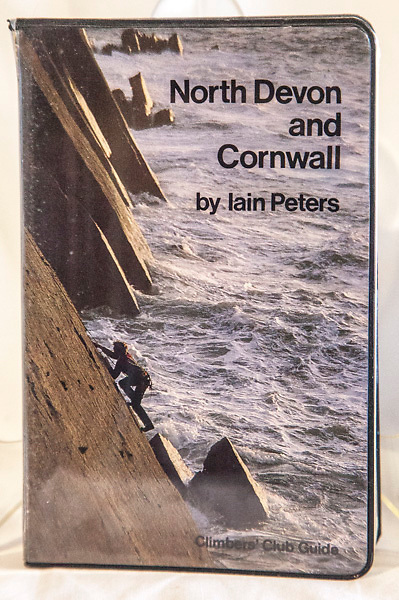 North Devon
and
Cornwall
by Iain Peters
Climbers' Club Guide